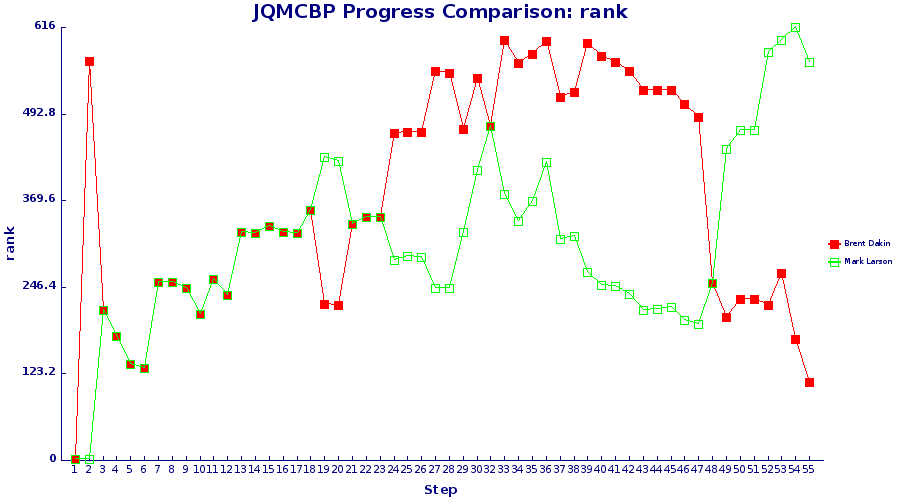 JQMCBP Progress Comparison: rank
616
492.8
369.6
246.4
123.2
0
rank
1 2 3 4 5 6 7 8 9 10 11 12 13 14 15 16 17 18 19 20 21 22 23 24 25 26 27 28 29 30 31 32 33 34 35 36 37 38 39 40 41 42 43 44 45 46 47 48 49 50 51 52 53 54 55
Step
Brent Dakin
Mark Larson